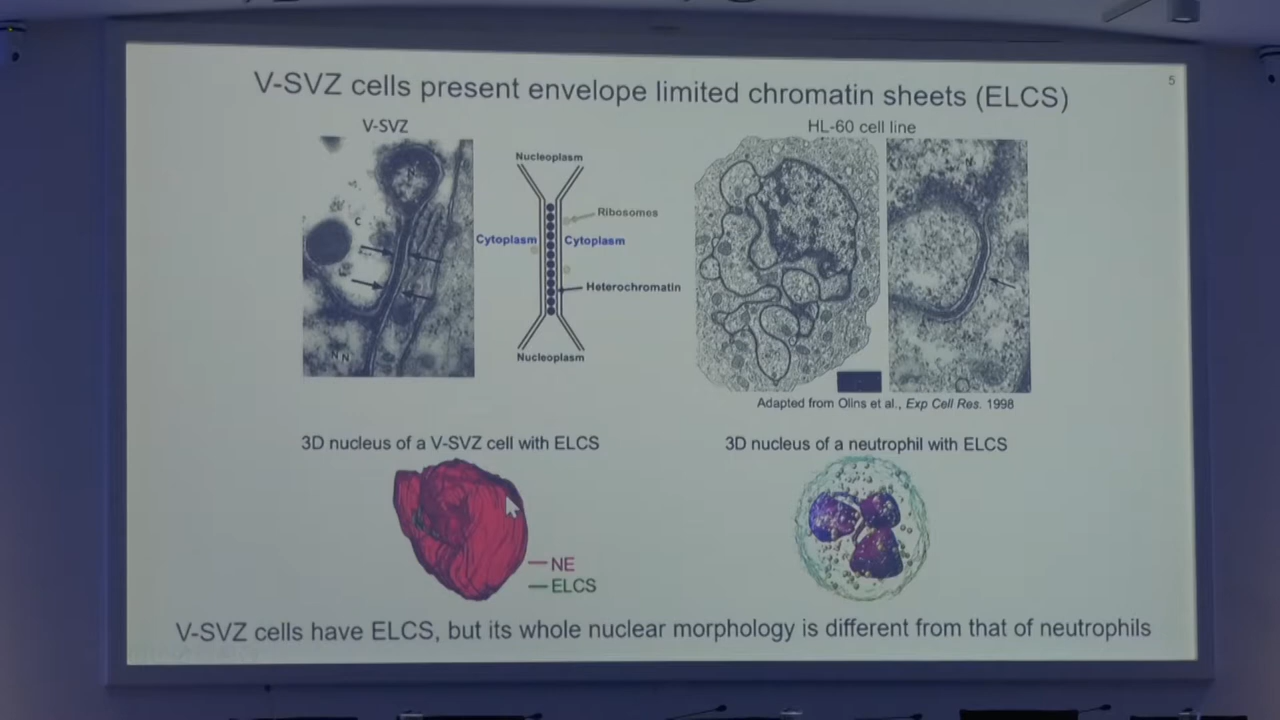 5
V-SVZ cells present envelope limited chromatin sheets (ELCS)
V-SVZ
HL-60 cell line
N
C
N N
Nucleoplasm
Ribosomes
Cytoplasm Cytoplasm
Heterochromatin
Nucleoplasm
Adapted from Olins et al., Exp Cell Res. 1998
3D nucleus of a V-SVZ cell with ELCS
3D nucleus of a neutrophil with ELCS
NE
ELCS
V-SVZ cells have ELCS, but its whole nuclear morphology is different from that of neutrophils